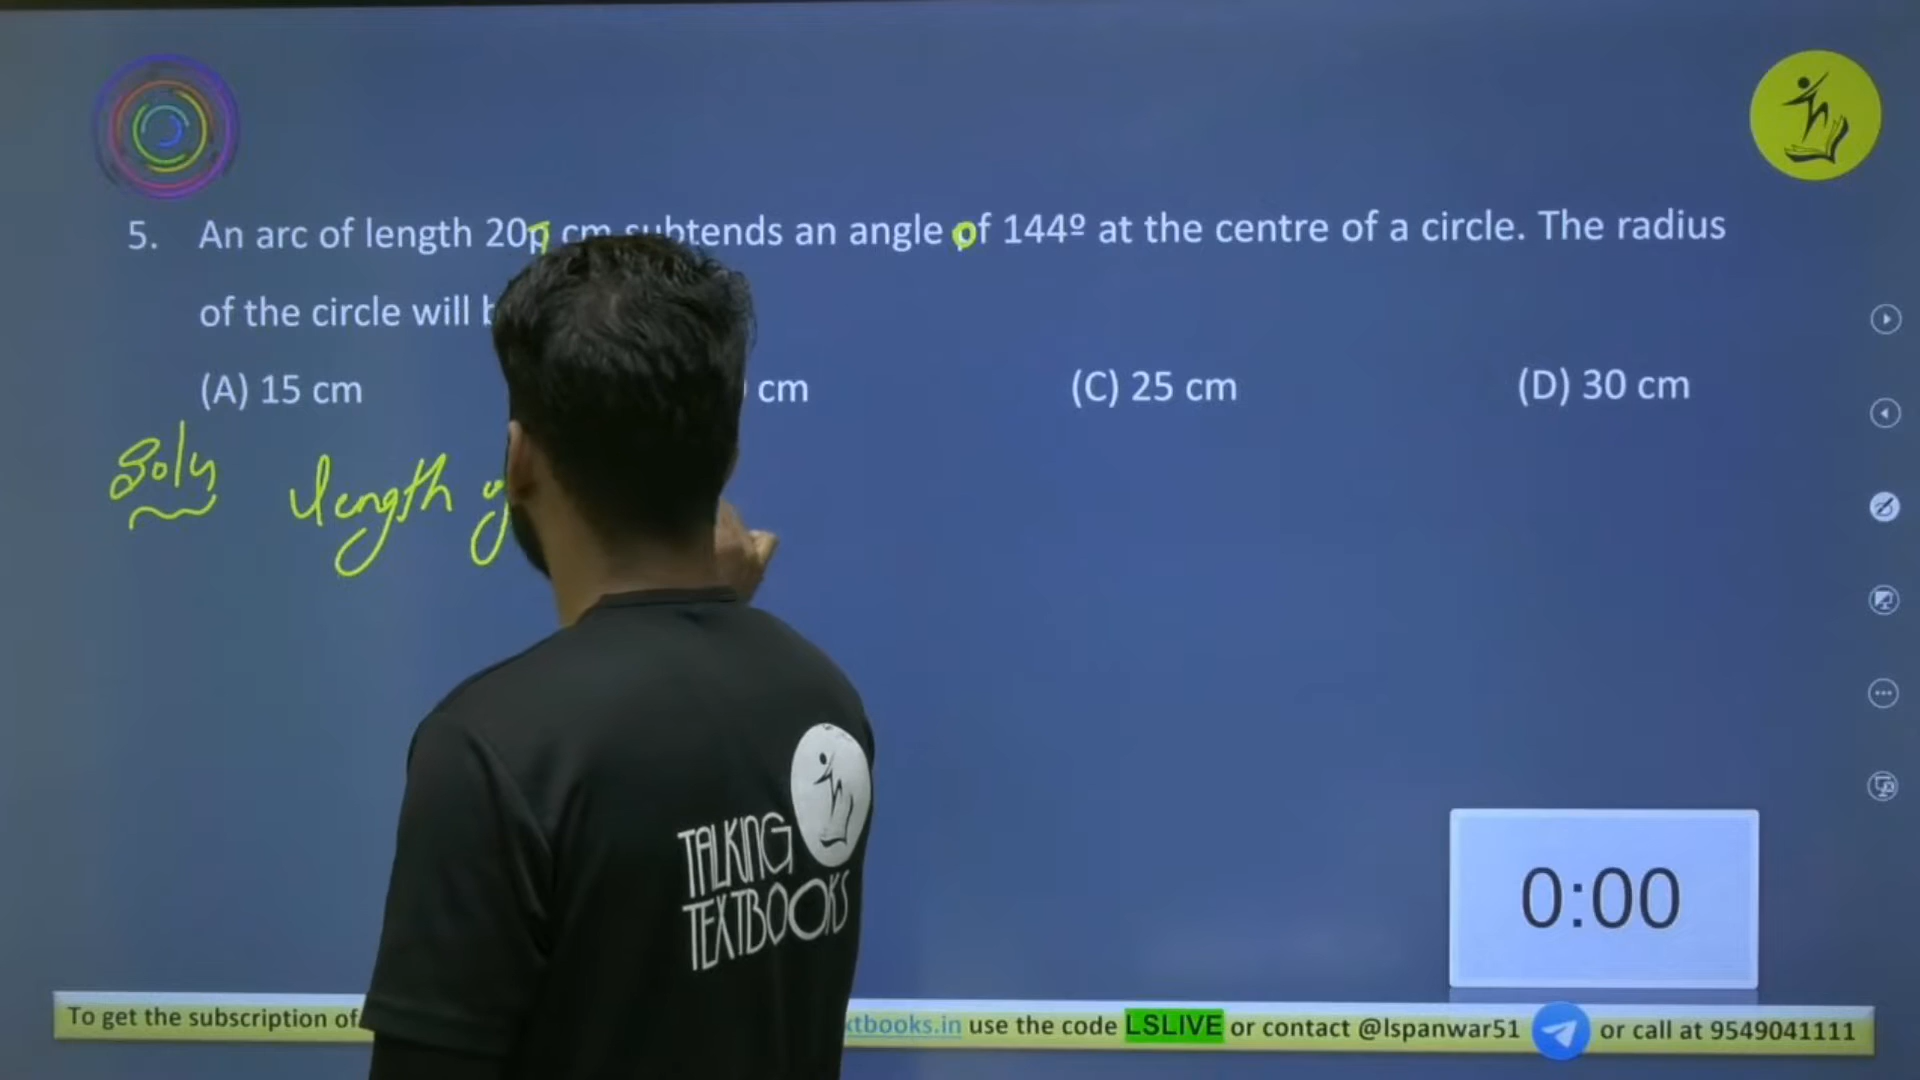 5. An arc of length 20p cm subtends an angle of 144º at the centre of a circle. The radius
of the circle will
(A) 15 cm cm (C) 25 cm (D) 30 cm
Soln length
TALKING
TEXTBOOKS
0:00
To get the subscription of xtbooks.in use the code LSLIVE or contact @lspanwar51 or call at 9549041111